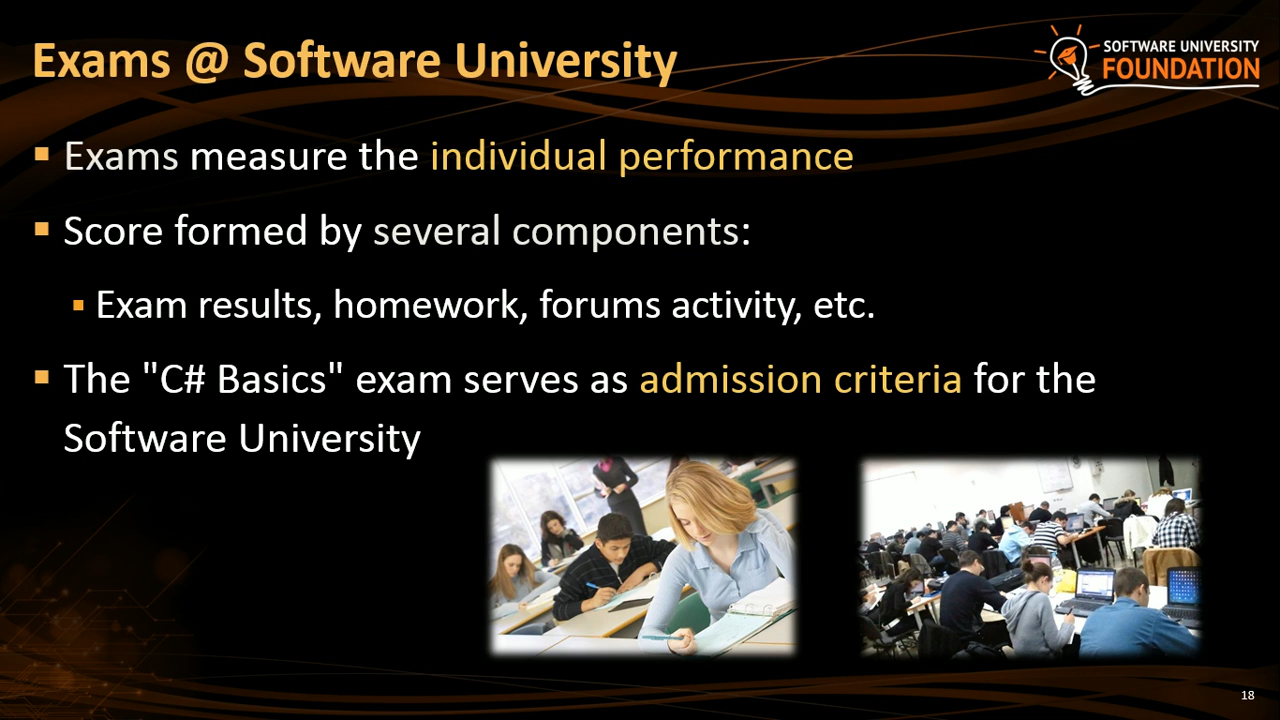 Exams @ Software University
SOFTWARE UNIVERSITY
FOUNDATION
Exams measure the individual performance
Score formed by several components:
Exam results, homework, forums activity, etc.
The "C# Basics" exam serves as admission criteria for the
Software University
18